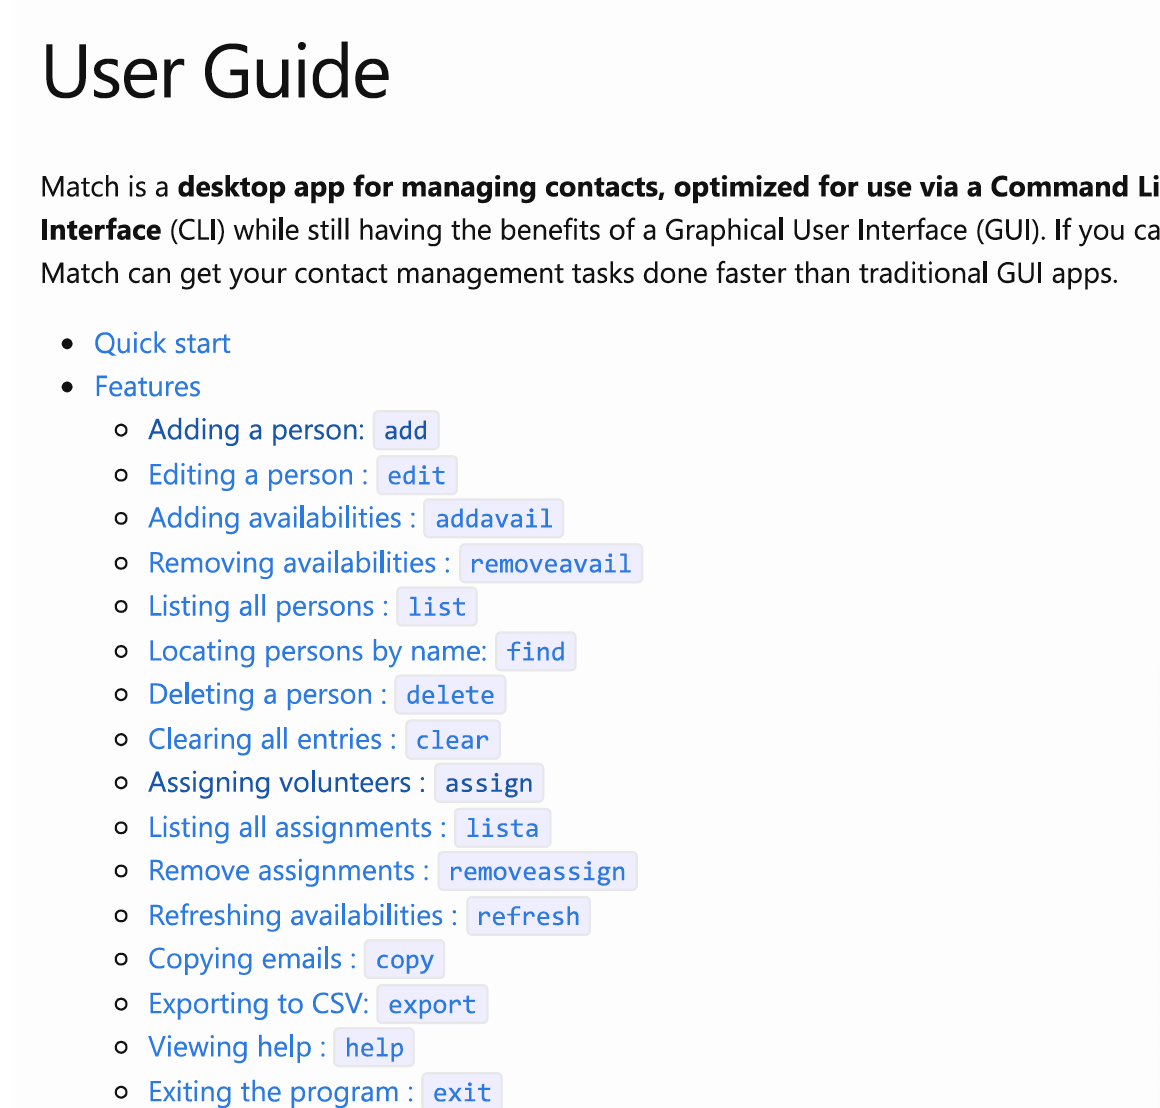 User Guide
Match is a desktop app for managing contacts, optimized for use via a Command Li
Interface (CLI) while still having the benefits of a Graphical User Interface (GUI). If you ca
Match can get your contact management tasks done faster than traditional GUI apps.
Quick start
Features
Adding a person: add
Editing a person : edit
Adding availabilities : addavail
Removing availabilities : removeavail
Listing all persons : list
Locating persons by name: find
Deleting a person : delete
Clearing all entries : clear
Assigning volunteers : assign
Listing all assignments : lista
Remove assignments : removeassign
Refreshing availabilities : refresh
Copying emails : copy
Exporting to CSV: export
Viewing help : help
Exiting the program : exit